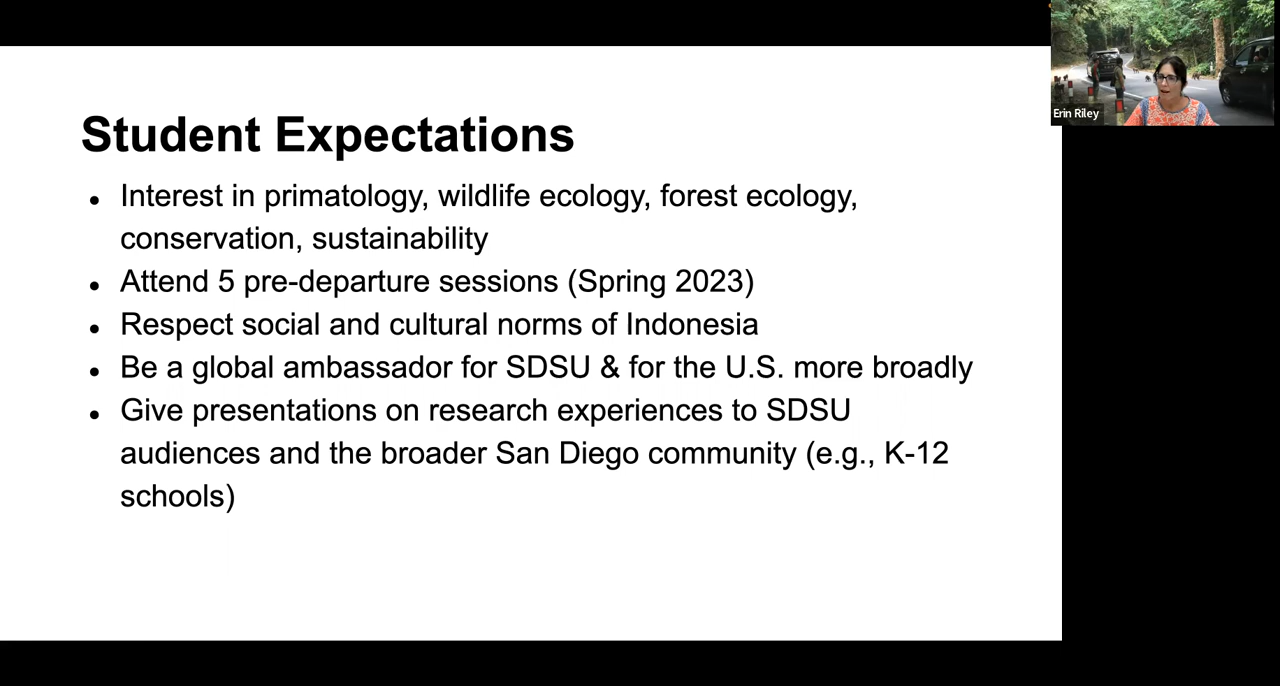 Student Expectations
• Interest in primatology, wildlife ecology, forest ecology,
conservation, sustainability
• Attend 5 pre-departure sessions (Spring 2023)
• Respect social and cultural norms of Indonesia
• Be a global ambassador for SDSU & for the U.S. more broadly
• Give presentations on research experiences to SDSU
audiences and the broader San Diego community (e.g., K-12
schools)
Erin Riley